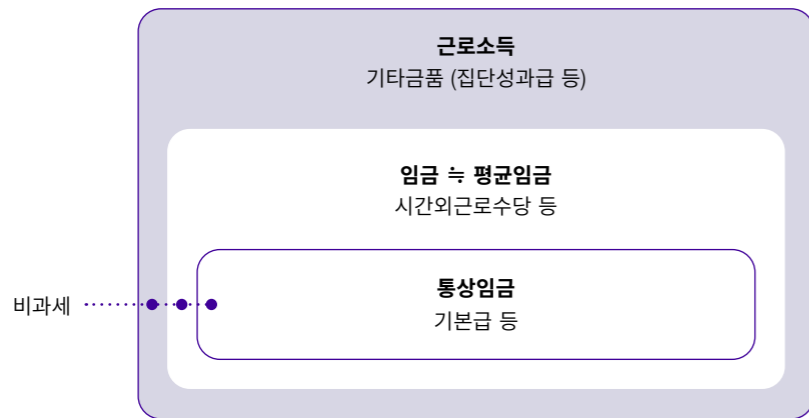 근로소득
기타금품 (집단성과급 등)
임금 ≒ 평균임금
시간외근로수당 등
통상임금
기본급 등
비과세